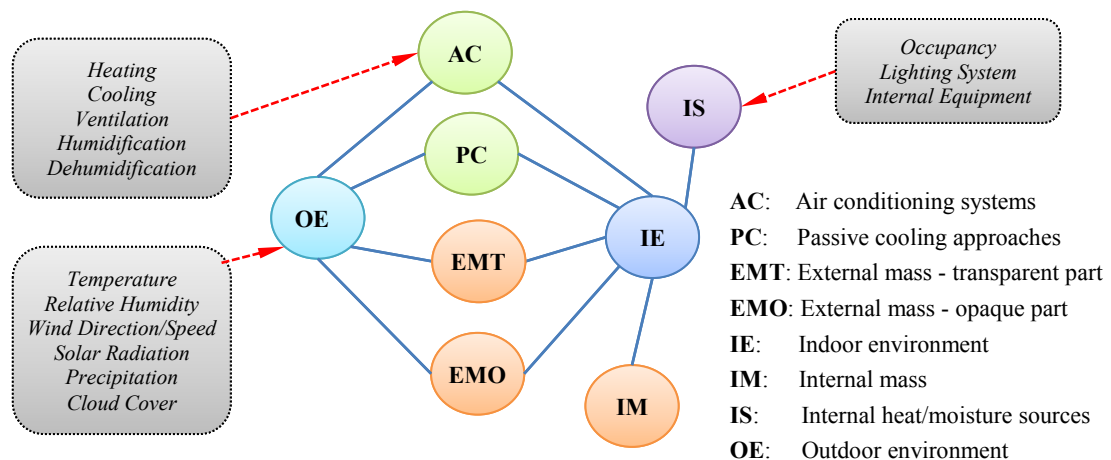 Heating
Cooling
Ventilation
Humidification
Dehumidification
AC
Occupancy
Lighting System
Internal Equipment
IS
PC
OE
IE
EMT
EMO
IM
Temperature
Relative Humidity
Wind Direction/Speed
Solar Radiation
Precipitation
Cloud Cover
AC: Air conditioning systems
PC: Passive cooling approaches
EMT: External mass - transparent part
EMO: External mass - opaque part
IE: Indoor environment
IM: Internal mass
IS: Internal heat/moisture sources
OE: Outdoor environment